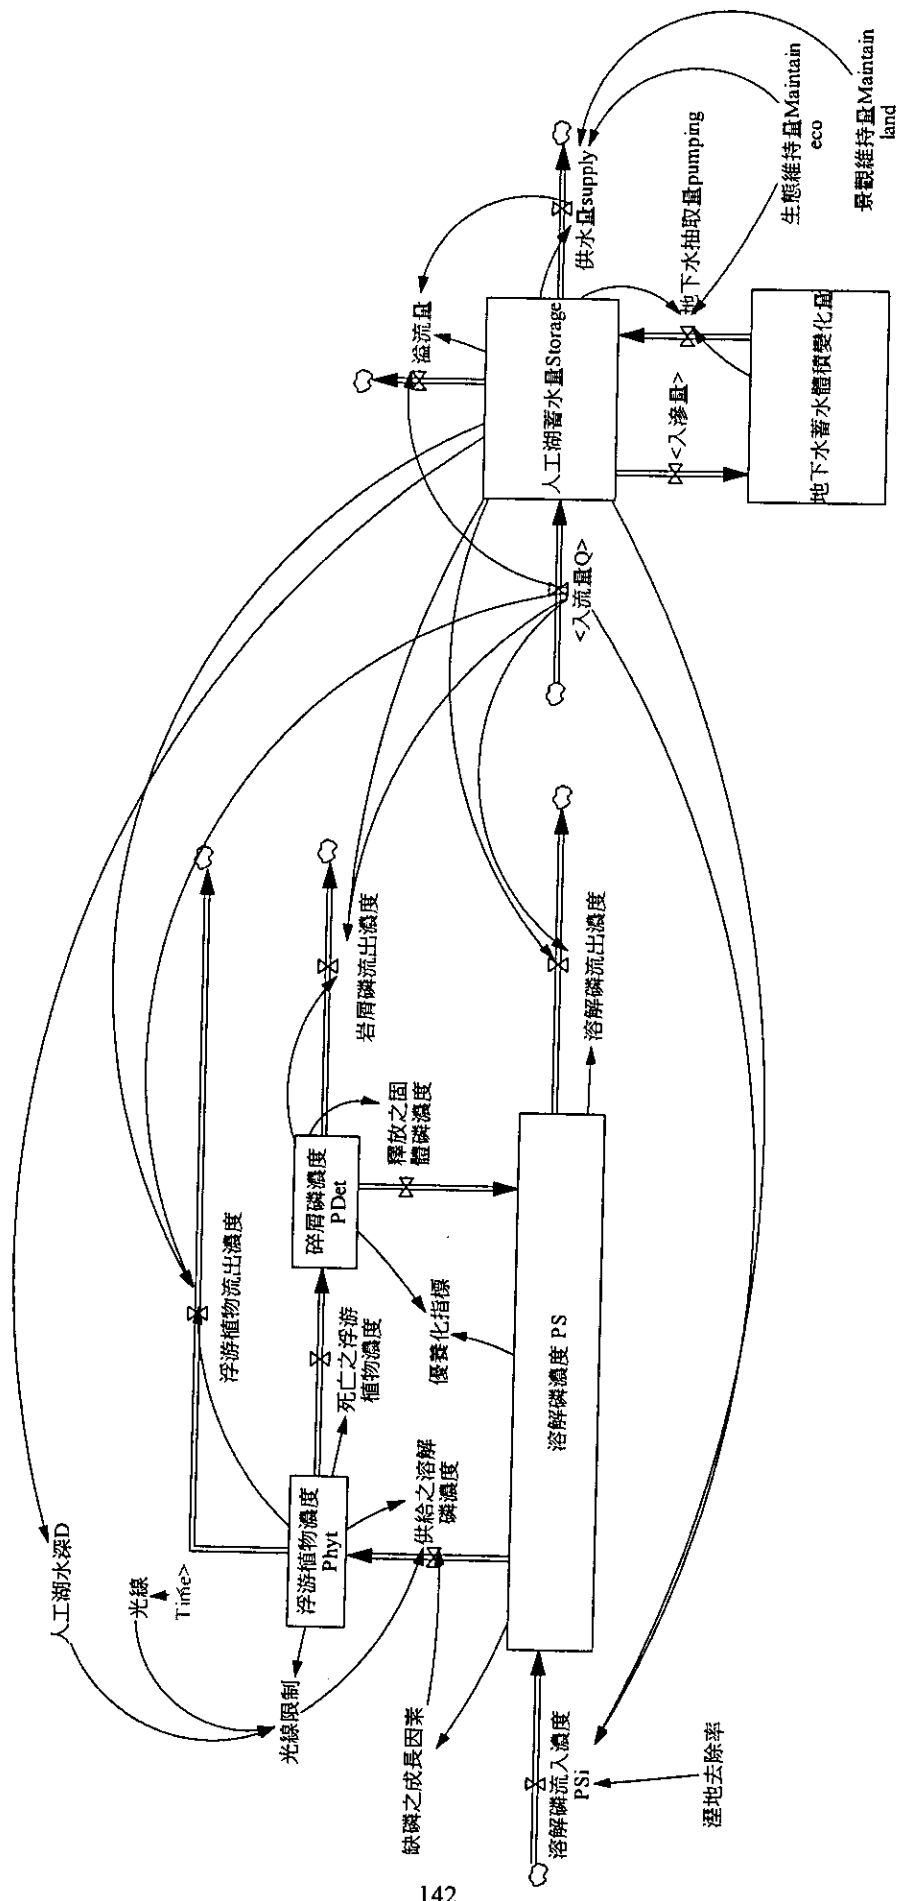 人工湖水深D
光線
Time>
光線限制
缺磷之成長因素
溶解磷流入濃度
PSi
溼地去除率
浮游植物濃度
Phyt
供給之溶解
磷濃度
死亡之浮游
植物濃度
浮游植物流出濃度
優養化指標
溶解磷濃度 PS
碎屑磷濃度
PDet
釋放之固
體磷濃度
岩屑磷流出濃度
溶解磷流出濃度
<入流量Q>
人工湖蓄水量Storage
溢流量
供水量supply
<入滲量>
地下水抽取量pumping
地下水蓄水體積變化量
生態維持量Maintain
eco
景觀維持量Maintain
land
142